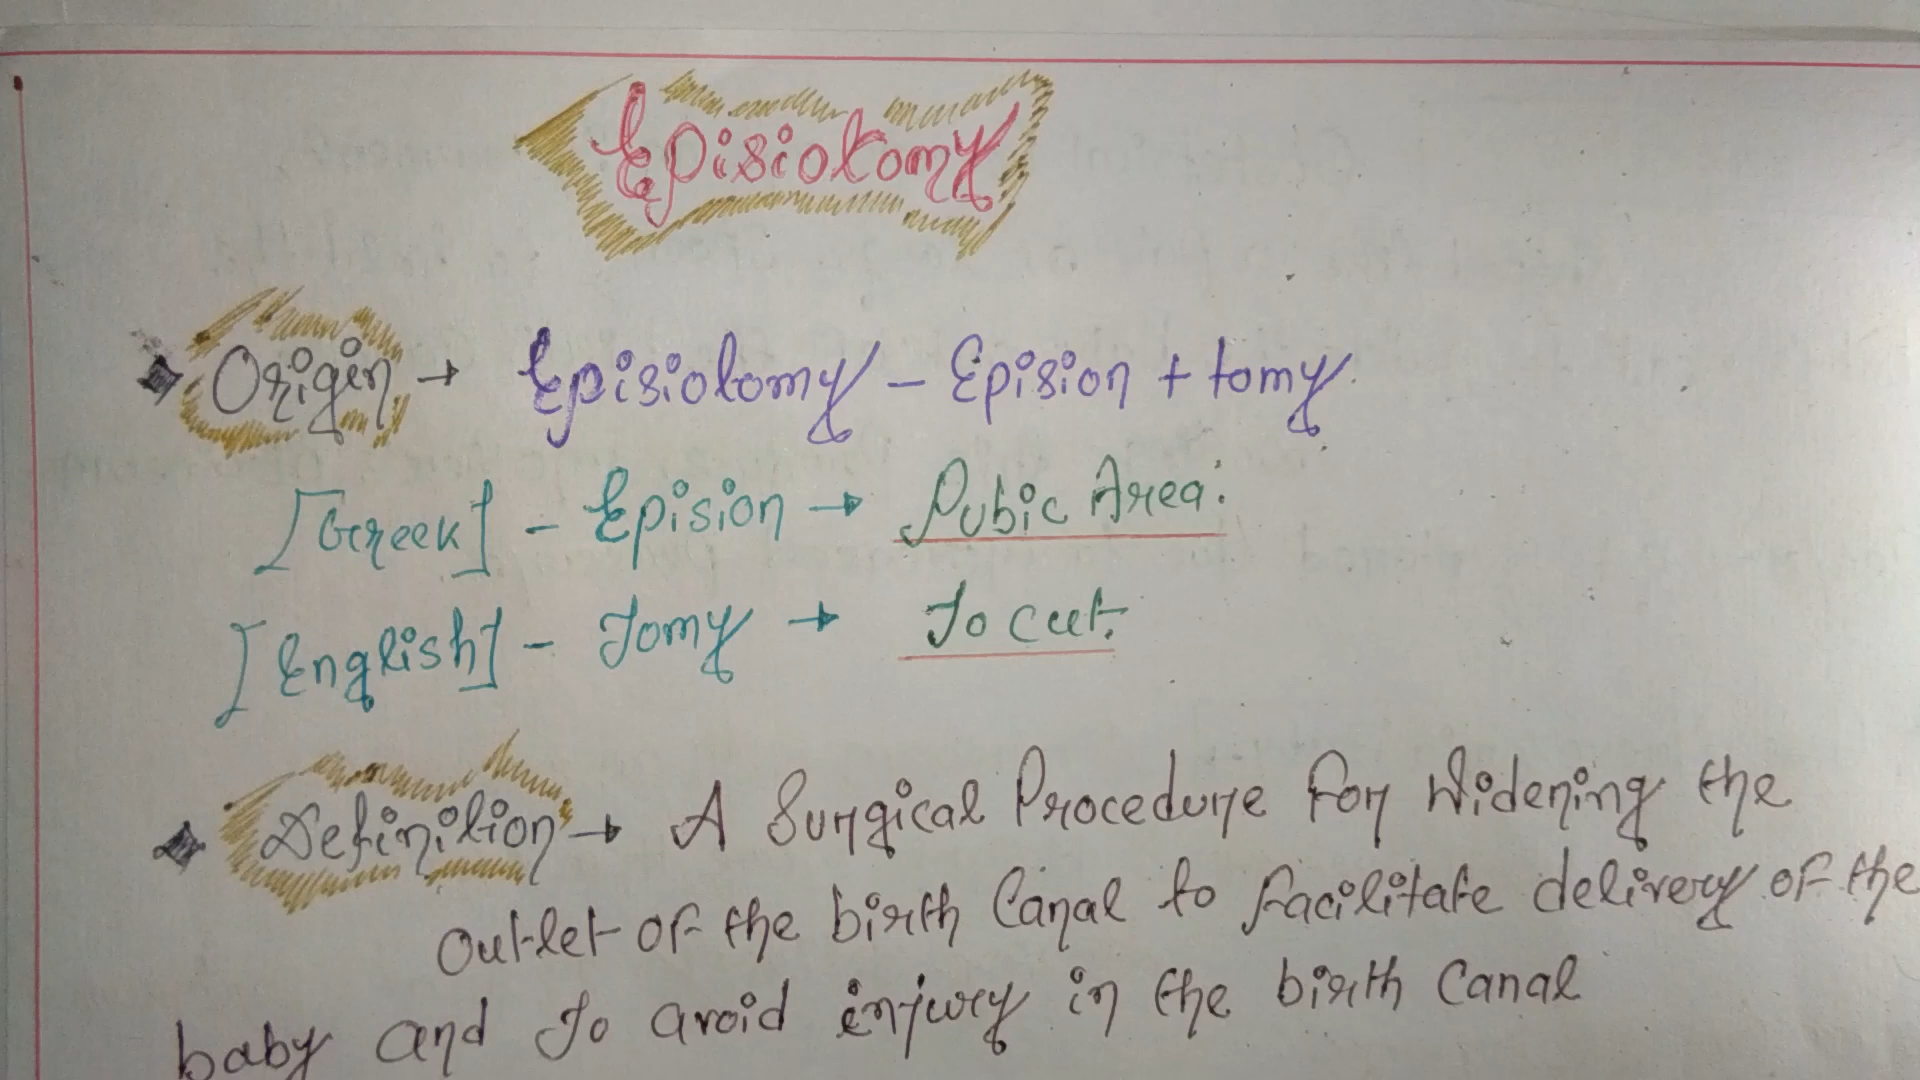 Episiotomy
Origin → Episiotomy - Epision + tomy.
[Greek] - Epision → Pubic Area.
[English] - Tomy → To cut.
Definition → A Surgical Procedure For Widening the
Outlet of the birth Canal to facilitate delivery of the
baby and To avoid injury in the birth Canal